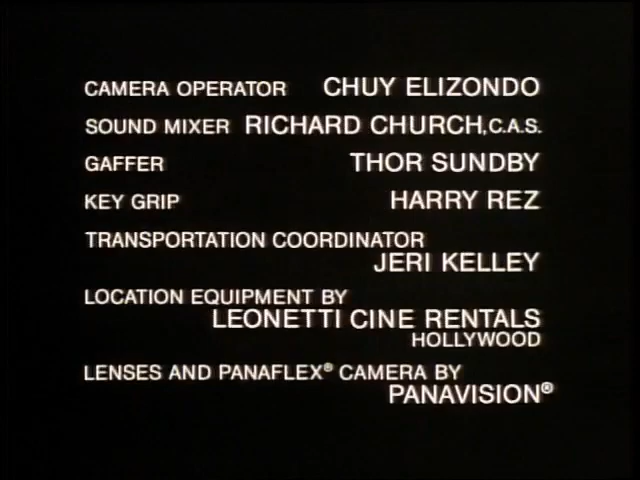 CAMERA OPERATOR CHUY ELIZONDO
SOUND MIXER RICHARD CHURCH, C.A.S.
GAFFER THOR SUNDBY
KEY GRIP HARRY REZ
TRANSPORTATION COORDINATOR
JERI KELLEY
LOCATION EQUIPMENT BY
LEONETTI CINE RENTALS
HOLLYWOOD
LENSES AND PANAFLEX® CAMERA BY
PANAVISION®